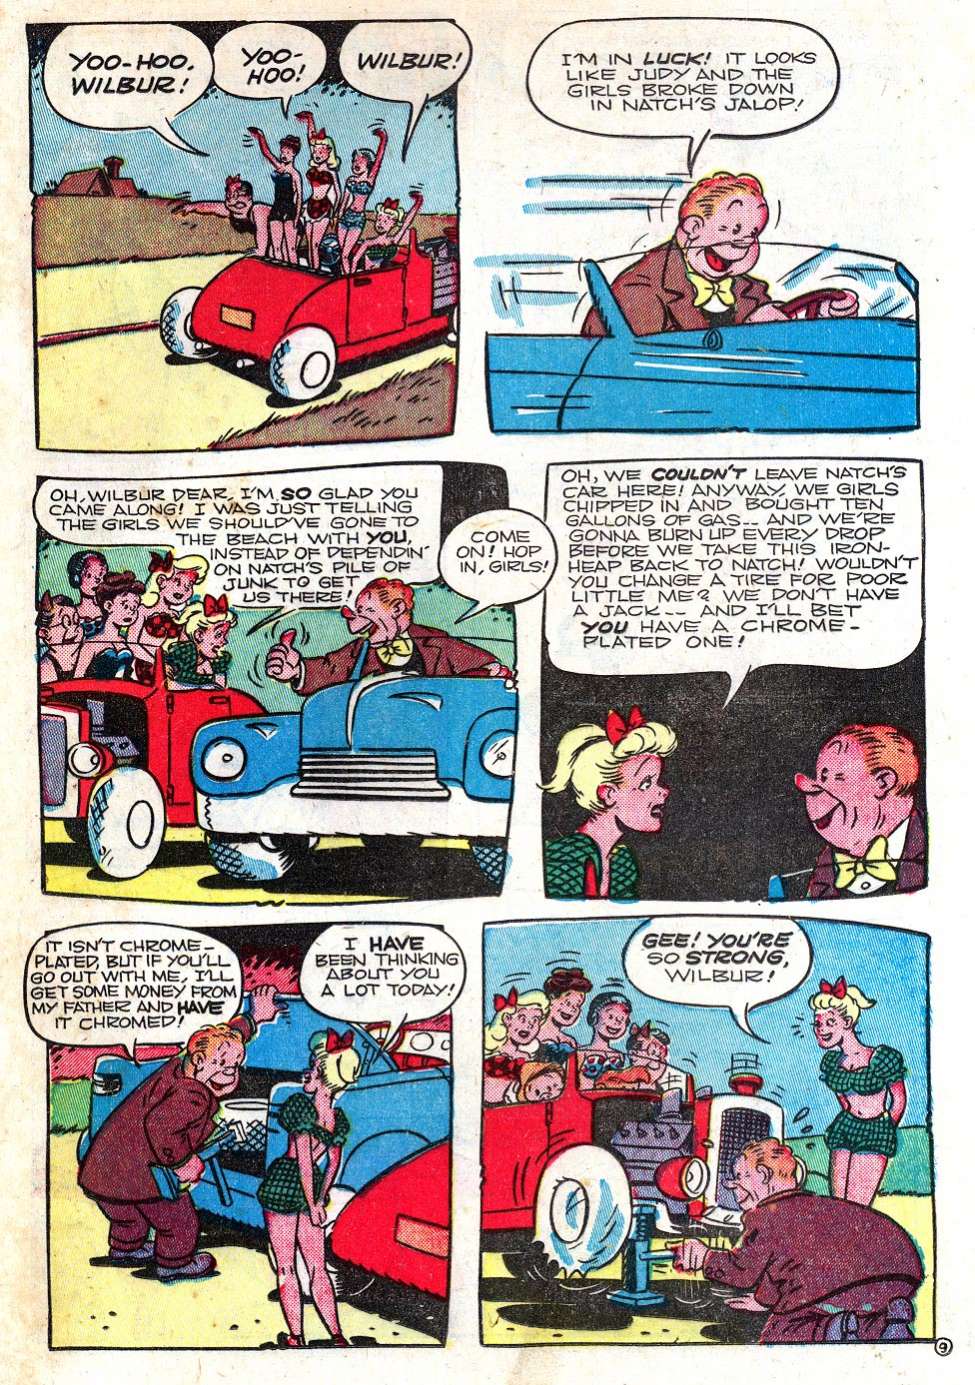 YOO-HOO,
WILBUR!
YOO-
HOO!
WILBUR!
I'M IN LUCK! IT LOOKS
LIKE JUDY AND THE
GIRLS BROKE DOWN
IN NATCH'S JALOP!
OH, WILBUR DEAR, I'M SO GLAD YOU
CAME ALONG! I WAS JUST TELLING
THE GIRLS WE SHOULD'VE GONE TO
THE BEACH WITH YOU,
INSTEAD OF DEPENDIN'
ON NATCH'S PILE OF
JUNK TO GET
US THERE!
COME
ON! HOP
IN, GIRLS!
OH, WE COULDN'T LEAVE NATCH'S
CAR HERE! ANYWAY, WE GIRLS
CHIPPED IN AND BOUGHT TEN
GALLONS OF GAS-- AND WE'RE
GONNA BURN UP EVERY DROP
BEFORE WE TAKE THIS IRON-
HEAP BACK TO NATCH! WOULDN'T
YOU CHANGE A TIRE FOR POOR
LITTLE ME? WE DON'T HAVE
A JACK-- AND I'LL BET
YOU HAVE A CHROME-
PLATED ONE!
IT ISN'T CHROME-
PLATED, BUT IF YOU'LL
GO OUT WITH ME, I'LL
GET SOME MONEY FROM
MY FATHER AND HAVE
IT CHROMED!
I HAVE
BEEN THINKING
ABOUT YOU
A LOT TODAY!
GEE! YOU'RE
SO STRONG,
WILBUR!
9